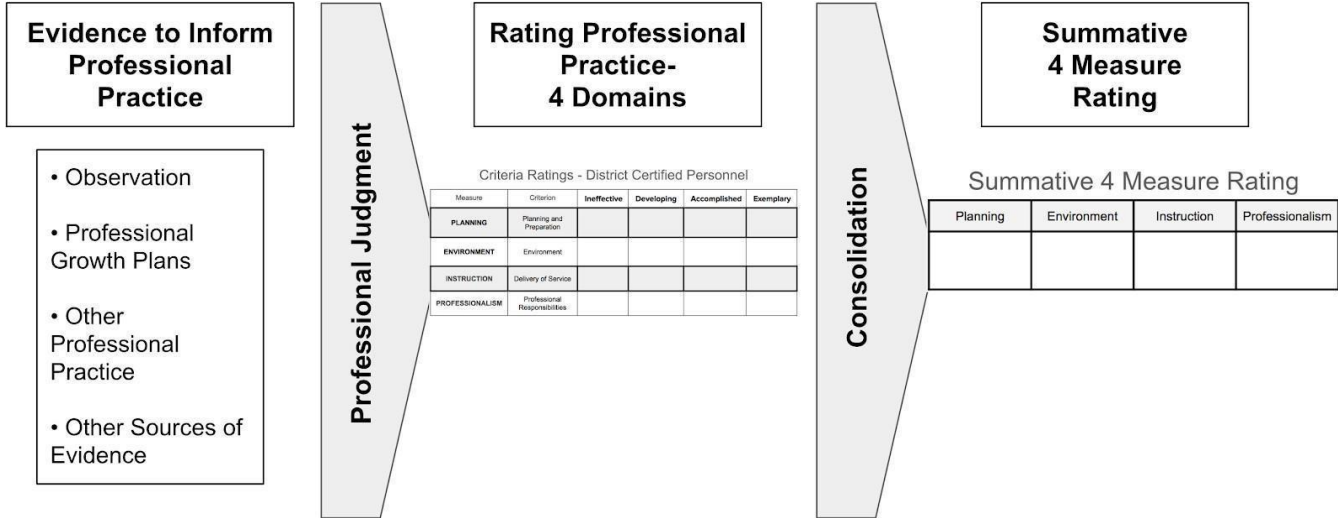 Evidence to Inform
Professional
Practice
• Observation
• Professional
Growth Plans
• Other
Professional
Practice
• Other Sources of
Evidence
Professional Judgment
Rating Professional
Practice-
4 Domains
Criteria Ratings - District Certified Personnel
Measure Criterion Ineffective Developing Accomplished Exemplary
PLANNING Planning and
Preparation
ENVIRONMENT Environment
INSTRUCTION Delivery of Service
PROFESSIONALISM Professional
Responsibilities
Consolidation
Summative
4 Measure
Rating
Summative 4 Measure Rating
Planning Environment Instruction Professionalism